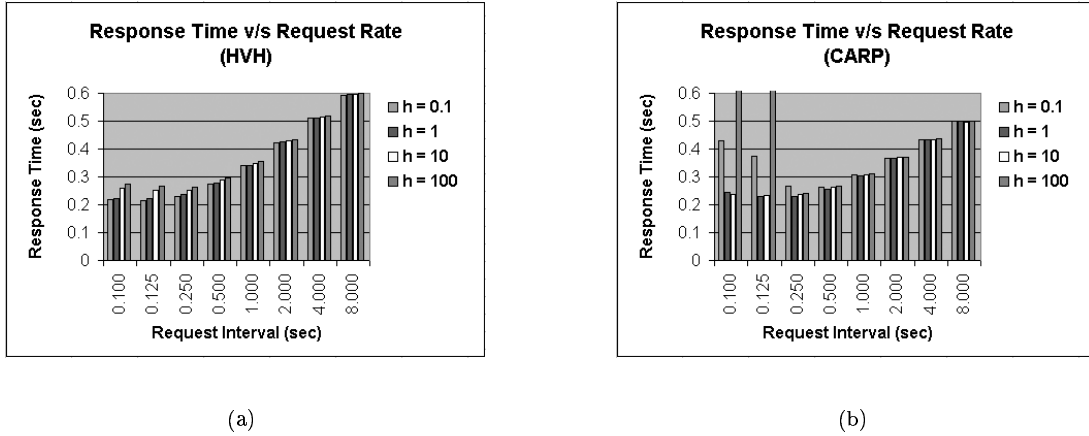 Response Time v/s Request Rate
(HVH)
Response Time (sec)
0.6
0.5
0.4
0.3
0.2
0.1
0
0.100
0.125
0.250
0.500
1.000
2.000
4.000
8.000
Request Interval (sec)
h = 0.1
h = 1
h = 10
h = 100
(a)
Response Time v/s Request Rate
(CARP)
Response Time (sec)
0.6
0.5
0.4
0.3
0.2
0.1
0
0.100
0.125
0.250
0.500
1.000
2.000
4.000
8.000
Request Interval (sec)
h = 0.1
h = 1
h = 10
h = 100
(b)